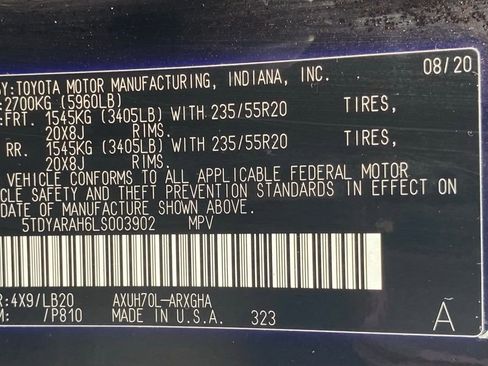 BY:TOYOTA MOTOR MANUFACTURING, INDIANA, INC. 08/20
:2700KG (5960LB)
FRT. 1545KG (3405LB) WITH 235/55R20 TIRES,
20X8J RIMS.
RR. 1545KG (3405LB) WITH 235/55R20 TIRES,
20X8J RIMS.
VEHICLE CONFORMS TO ALL APPLICABLE FEDERAL MOTOR
SAFETY AND THEFT PREVENTION STANDARDS IN EFFECT ON
DATE OF MANUFACTURE SHOWN ABOVE.
5TDYARAH6LS003902 MPV
R:4X9/LB20 AXUH70L-ARXGHA
M: /P810 MADE IN U.S.A. 323 Ã